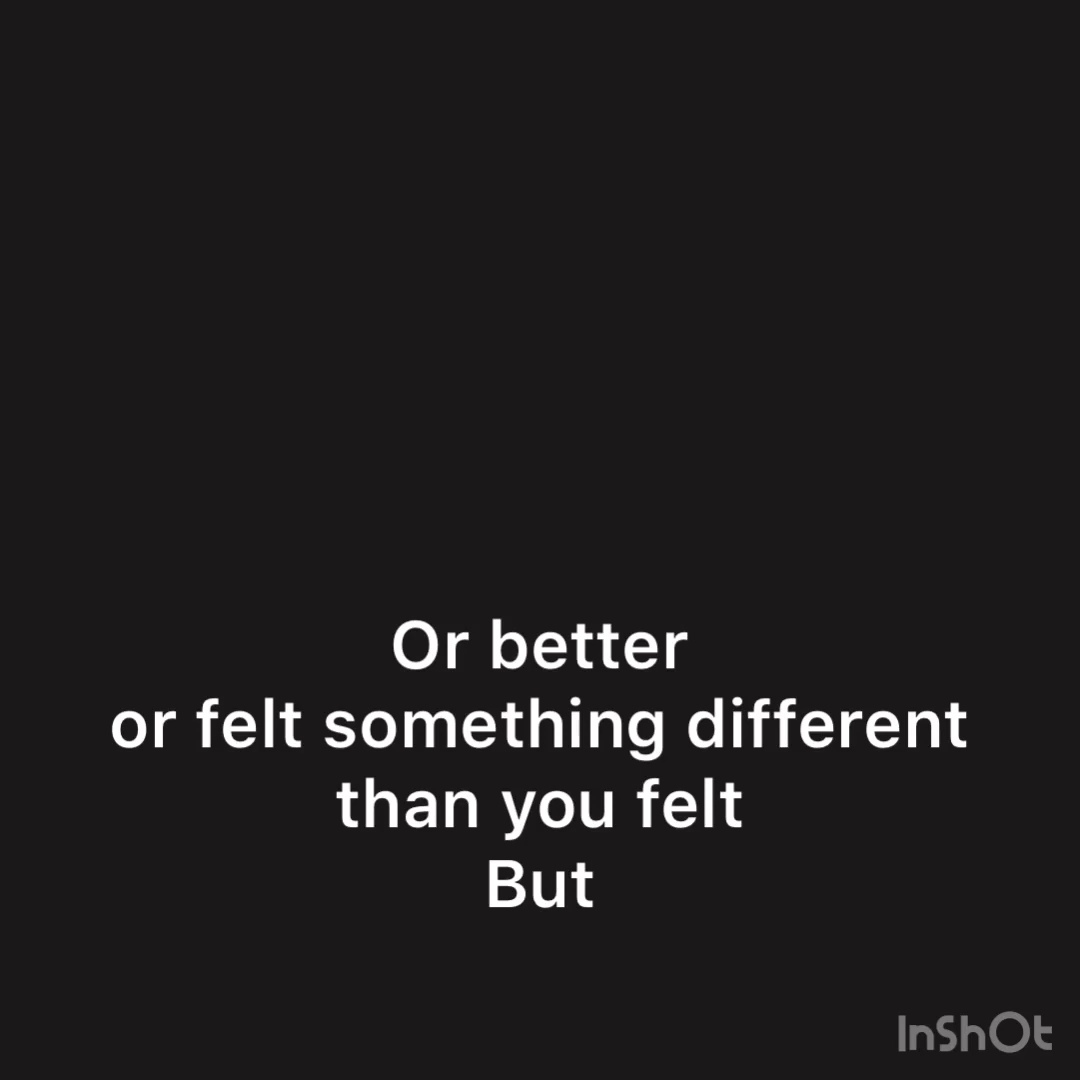 Or better
or felt something different
than you felt
But
InShOt